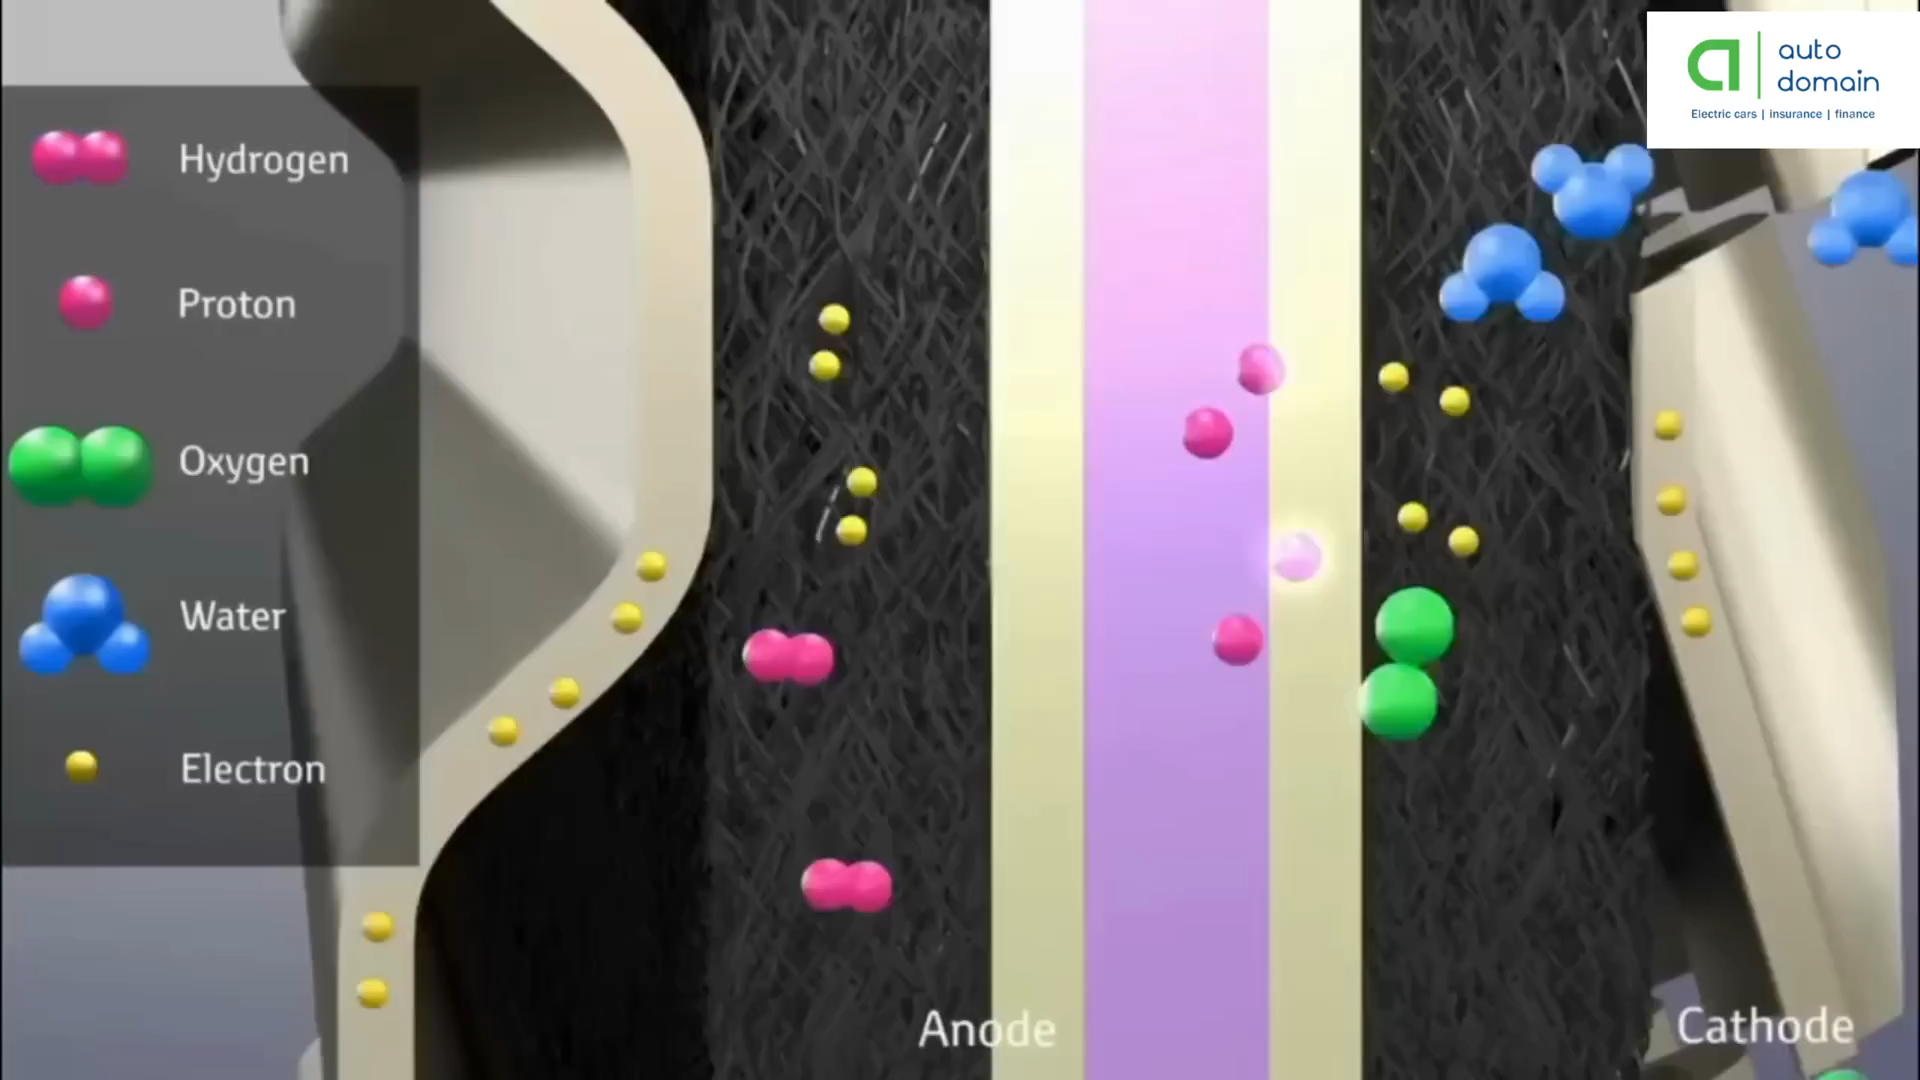 auto
domain
Electric cars | insurance | finance
Hydrogen
Proton
Oxygen
Water
Electron
Anode
Cathode